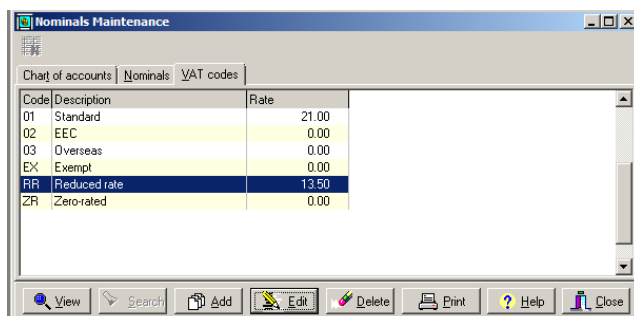 Nominals Maintenance
Chart of accounts Nominals VAT codes
Code Description Rate
01 Standard 21.00
02 EEC 0.00
03 Overseas 0.00
EX Exempt 0.00
RR Reduced rate 13.50
ZR Zero-rated 0.00
View Search Add Edit Delete Print Help Close